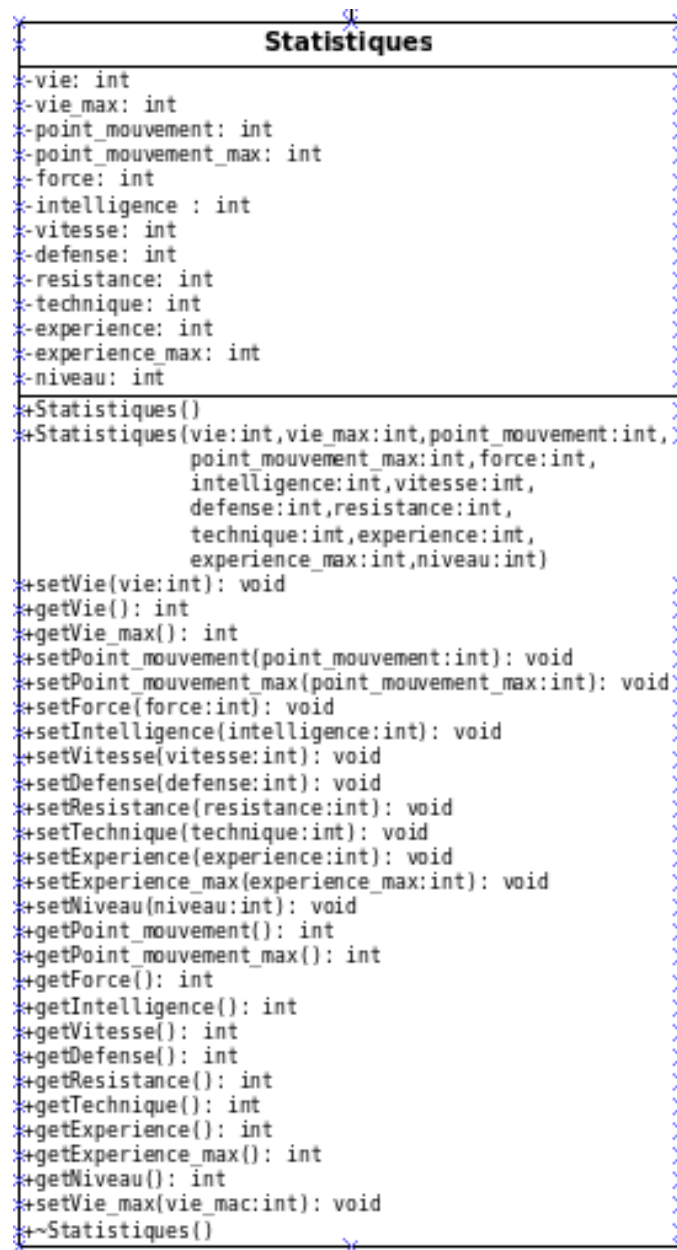 Statistiques
-vie: int
-vie_max: int
-point_mouvement: int
-point_mouvement_max: int
-force: int
-intelligence : int
-vitesse: int
-defense: int
-resistance: int
-technique: int
-experience: int
-experience_max: int
-niveau: int
+Statistiques()
+Statistiques(vie:int,vie_max:int,point_mouvement:int,
point_mouvement_max:int,force:int,
intelligence:int,vitesse:int,
defense:int,resistance:int,
technique:int,experience:int,
experience_max:int,niveau:int)
+setVie(vie:int): void
+getVie(): int
+getVie_max(): int
+setPoint_mouvement(point_mouvement:int): void
+setPoint_mouvement_max(point_mouvement_max:int): void
+setForce(force:int): void
+setIntelligence(intelligence:int): void
+setVitesse(vitesse:int): void
+setDefense(defense:int): void
+setResistance(resistance:int): void
+setTechnique(technique:int): void
+setExperience(experience:int): void
+setExperience_max(experience_max:int): void
+setNiveau(niveau:int): void
+getPoint_mouvement(): int
+getPoint_mouvement_max(): int
+getForce(): int
+getIntelligence(): int
+getVitesse(): int
+getDefense(): int
+getResistance(): int
+getTechnique(): int
+getExperience(): int
+getExperience_max(): int
+getNiveau(): int
+setVie_max(vie_mac:int): void
+~Statistiques()